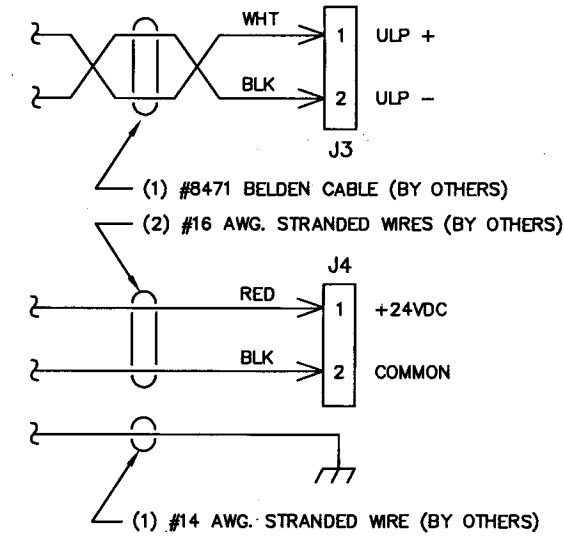 WHT
1 ULP +
BLK
2 ULP –
J3
(1) #8471 BELDEN CABLE (BY OTHERS)
(2) #16 AWG. STRANDED WIRES (BY OTHERS)
J4
RED
1 +24VDC
BLK
2 COMMON
(1) #14 AWG. STRANDED WIRE (BY OTHERS)